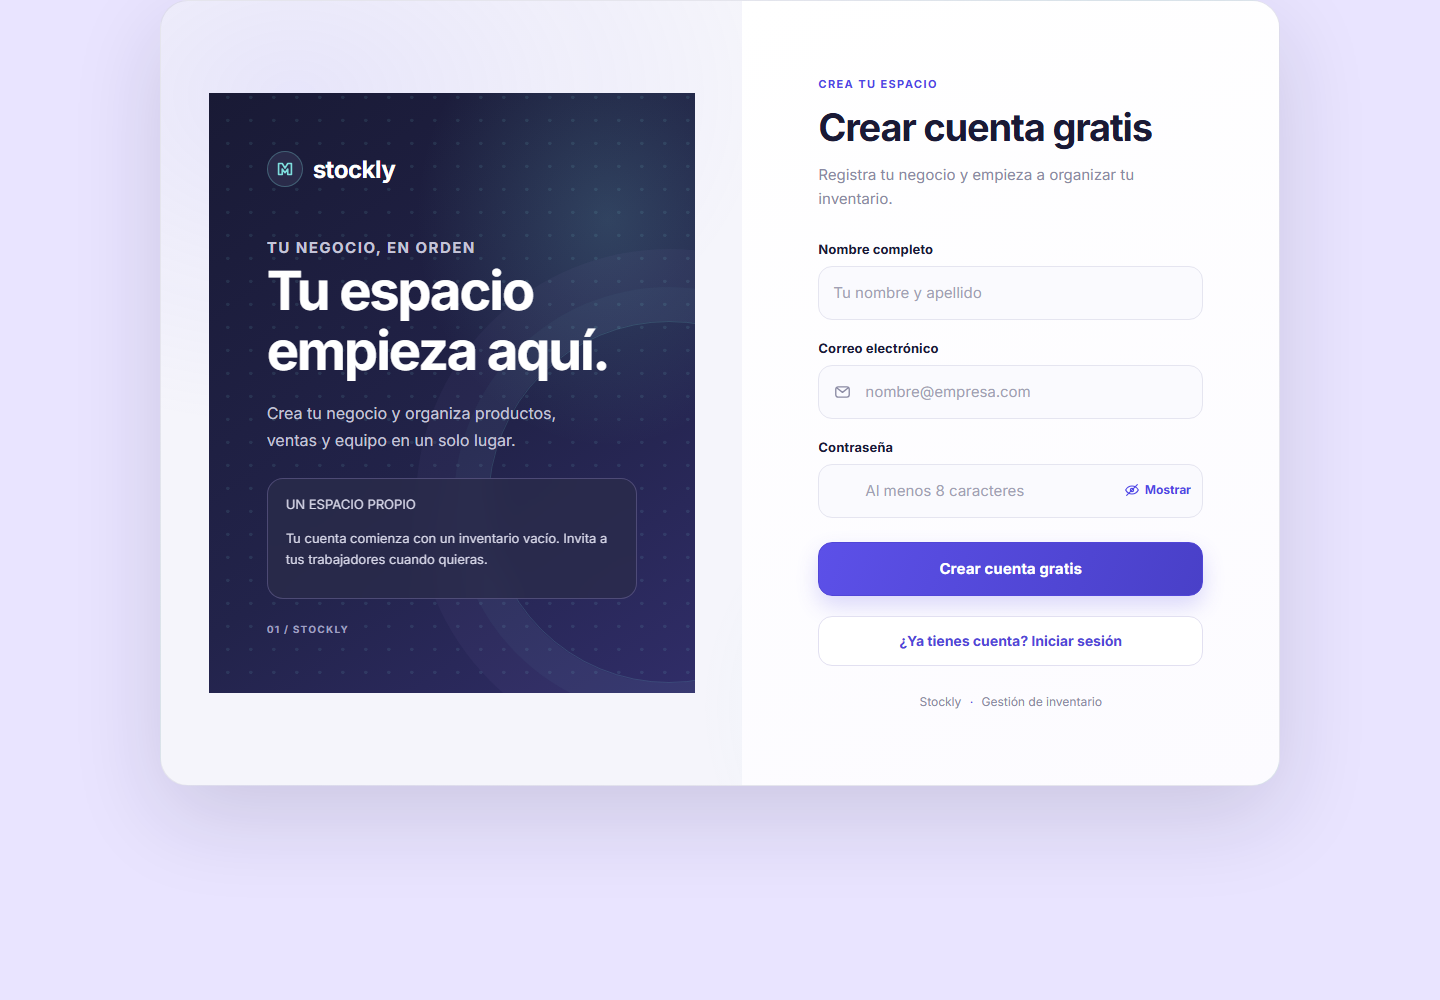 stockly
TU NEGOCIO, EN ORDEN
Tu espacio
empieza aquí.
Crea tu negocio y organiza productos,
ventas y equipo en un solo lugar.
UN ESPACIO PROPIO
Tu cuenta comienza con un inventario vacío. Invita a
tus trabajadores cuando quieras.
01 / STOCKLY
CREA TU ESPACIO
Crear cuenta gratis
Registra tu negocio y empieza a organizar tu
inventario.
Nombre completo
Tu nombre y apellido
Correo electrónico
nombre@empresa.com
Contraseña
Al menos 8 caracteres
Mostrar
Crear cuenta gratis
¿Ya tienes cuenta? Iniciar sesión
Stockly · Gestión de inventario